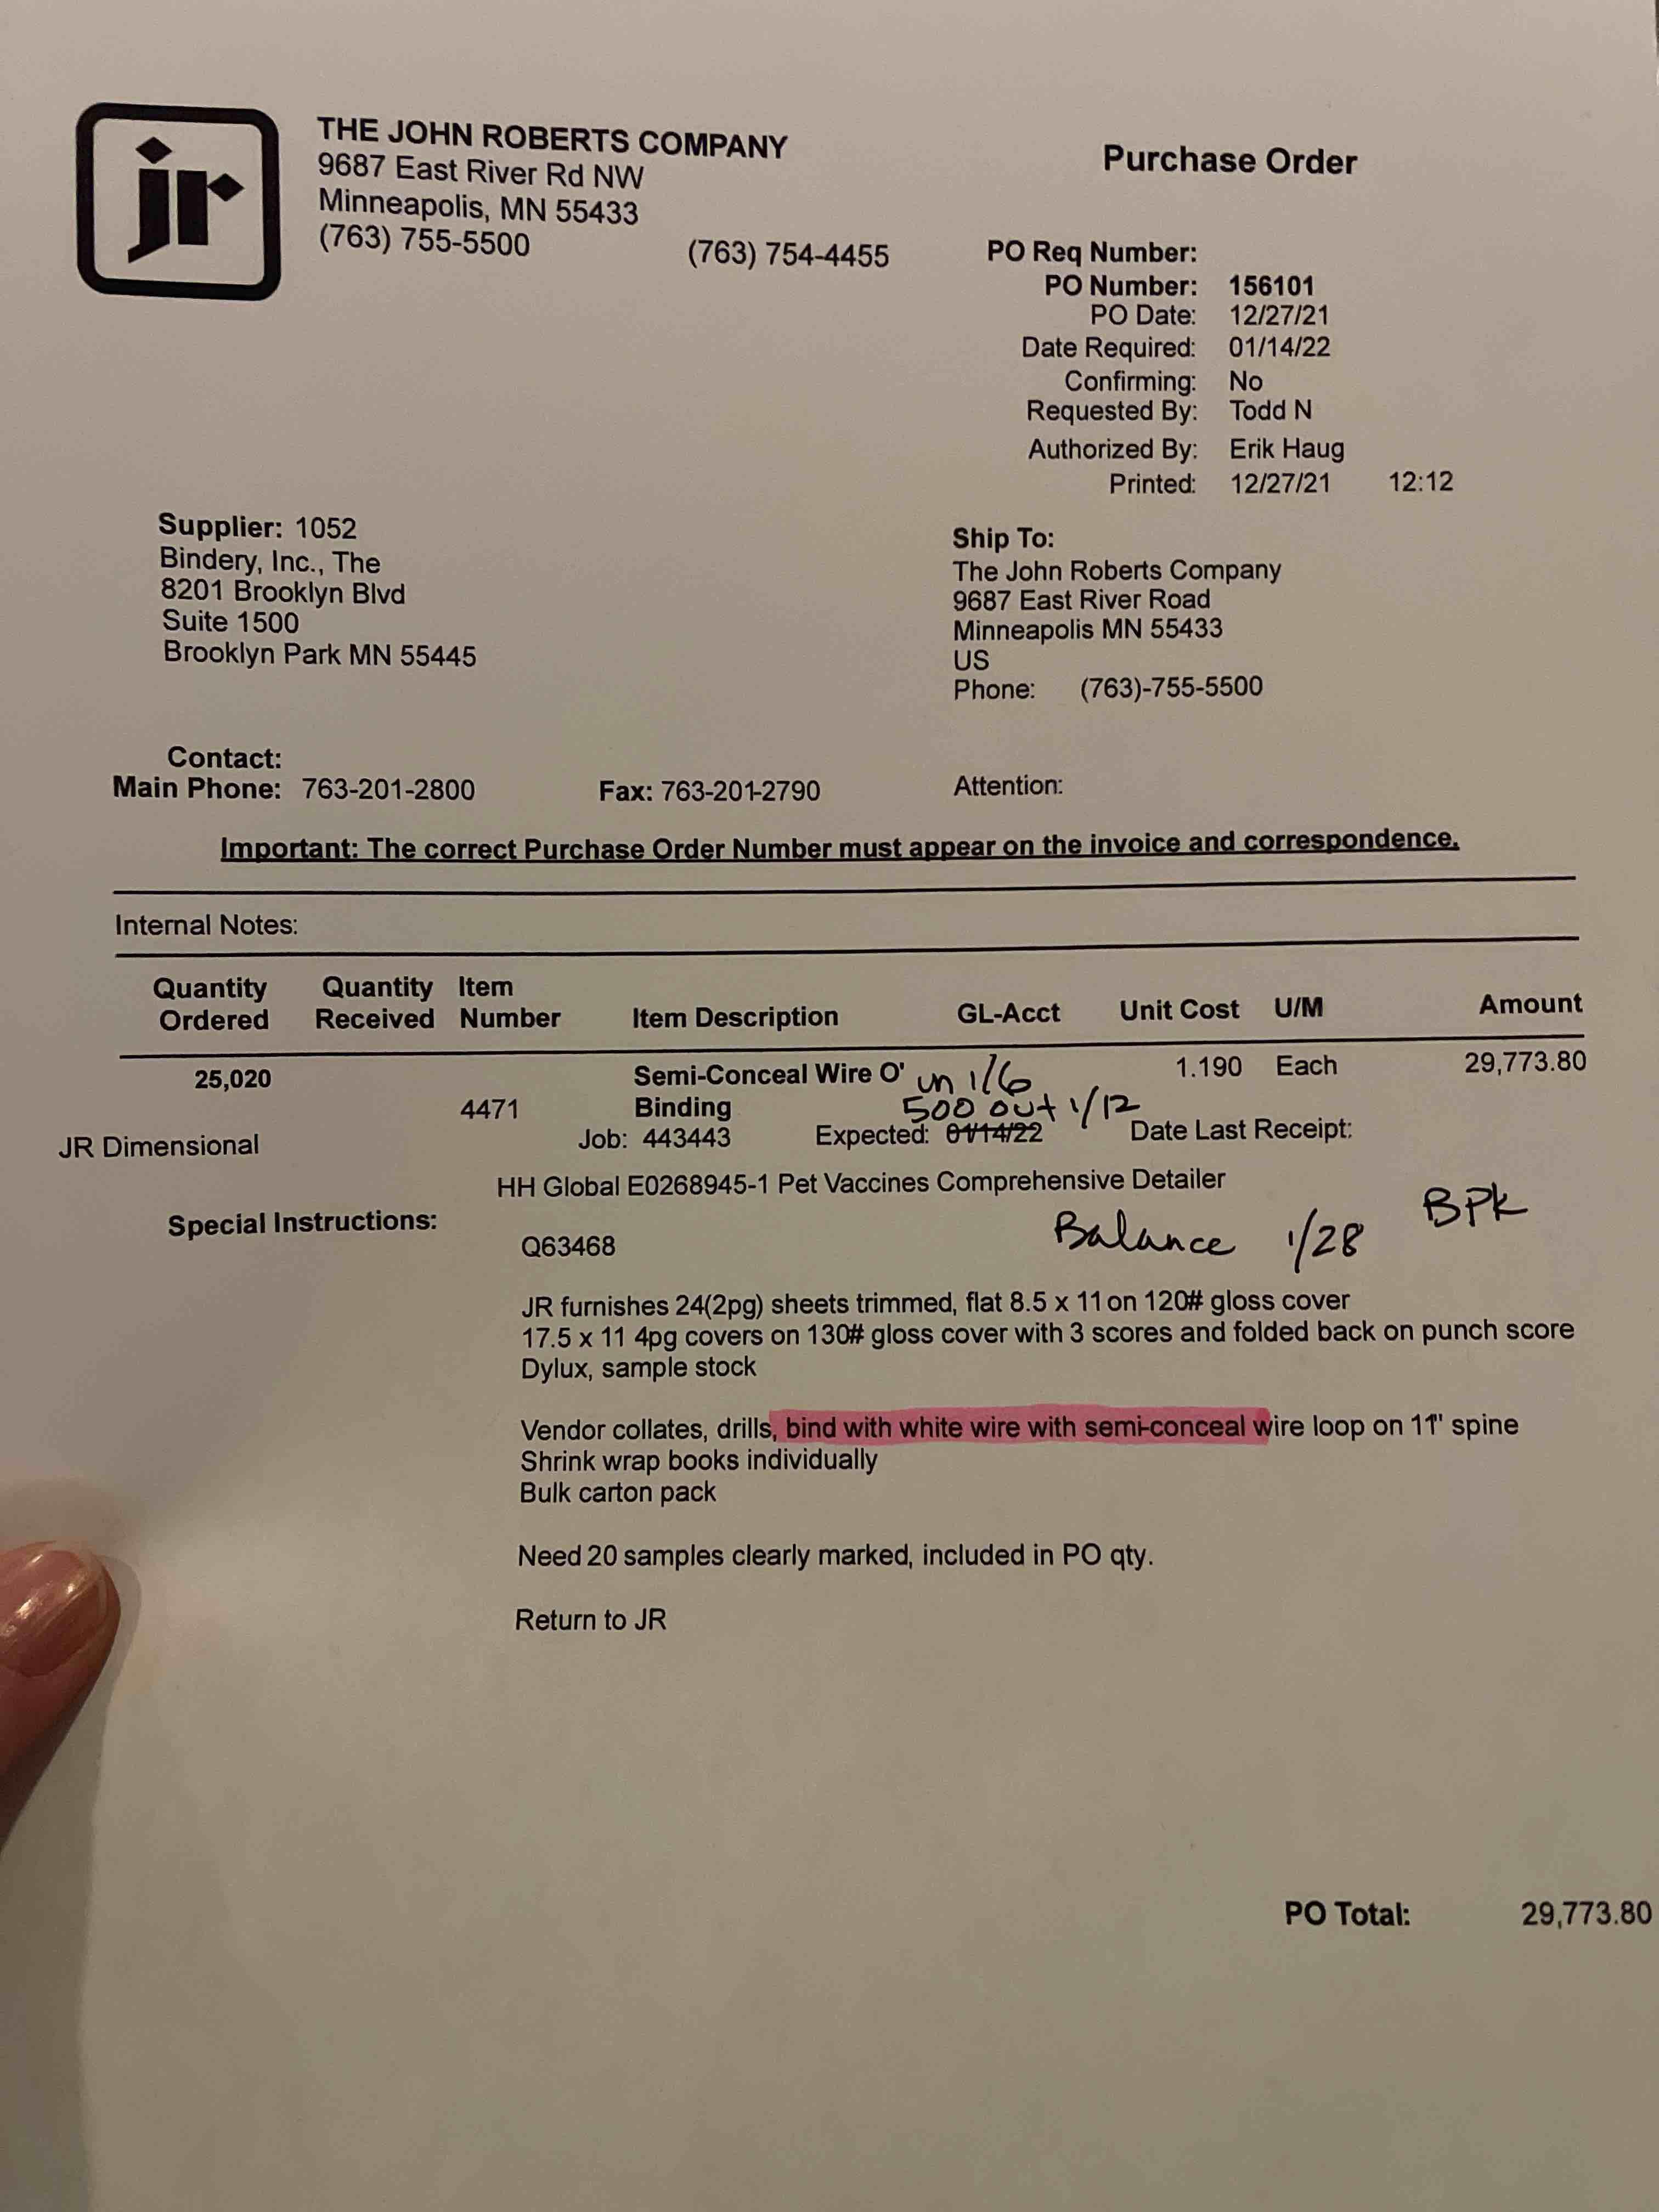 jr
THE JOHN ROBERTS COMPANY
9687 East River Rd NW
Minneapolis, MN 55433
(763) 755-5500 (763) 754-4455
Purchase Order
PO Req Number:
PO Number: 156101
PO Date: 12/27/21
Date Required: 01/14/22
Confirming: No
Requested By: Todd N
Authorized By: Erik Haug
Printed: 12/27/21 12:12
Supplier: 1052
Bindery, Inc., The
8201 Brooklyn Blvd
Suite 1500
Brooklyn Park MN 55445
Ship To:
The John Roberts Company
9687 East River Road
Minneapolis MN 55433
US
Phone: (763)-755-5500
Contact:
Main Phone: 763-201-2800 Fax: 763-201-2790 Attention:
Important: The correct Purchase Order Number must appear on the invoice and correspondence.
Internal Notes:
Quantity Ordered Quantity Received Item Number Item Description GL-Acct Unit Cost U/M Amount
25,020 Semi-Conceal Wire O' 1/6 1.190 Each 29,773.80
4471 Binding 500 out 1/12
JR Dimensional Job: 443443 Expected: 01/14/22 Date Last Receipt:
HH Global E0268945-1 Pet Vaccines Comprehensive Detailer
Special Instructions:
Q63468 Balance 1/28 BPK
JR furnishes 24(2pg) sheets trimmed, flat 8.5 x 11 on 120# gloss cover
17.5 x 11 4pg covers on 130# gloss cover with 3 scores and folded back on punch score
Dylux, sample stock
Vendor collates, drills, bind with white wire with semi-conceal wire loop on 11" spine
Shrink wrap books individually
Bulk carton pack
Need 20 samples clearly marked, included in PO qty.
Return to JR
PO Total: 29,773.80